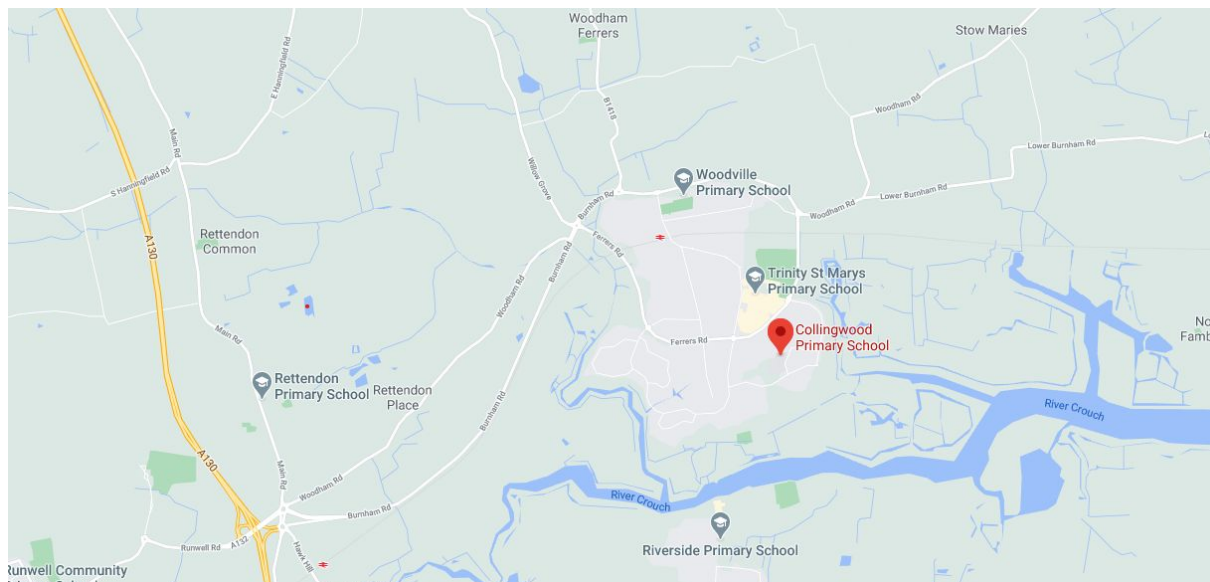 Woodham
Ferrers
Stow Maries
E Hanningfield Rd
B1418
Main Rd
Willow Grove
Woodham Rd
Lower Burnham Rd
S Hanningfield Rd
Woodville
Primary School
Burnham Rd
Lower Burnham Rd
Woodham Rd
A130
Rettendon
Common
Ferrers Rd
Burnham Rd
Woodham Rd
Trinity St Marys
Primary School
Main Rd
Collingwood
Primary School
No
Famb
Ferrers Rd
Rettendon
Primary School
Rettendon
Place
Burnham Rd
River Crouch
A130
Main Rd
Woodham Rd
River Crouch
Burnham Rd
Riverside Primary School
Runwell Rd
A132
Hawk Hill
Runwell Community